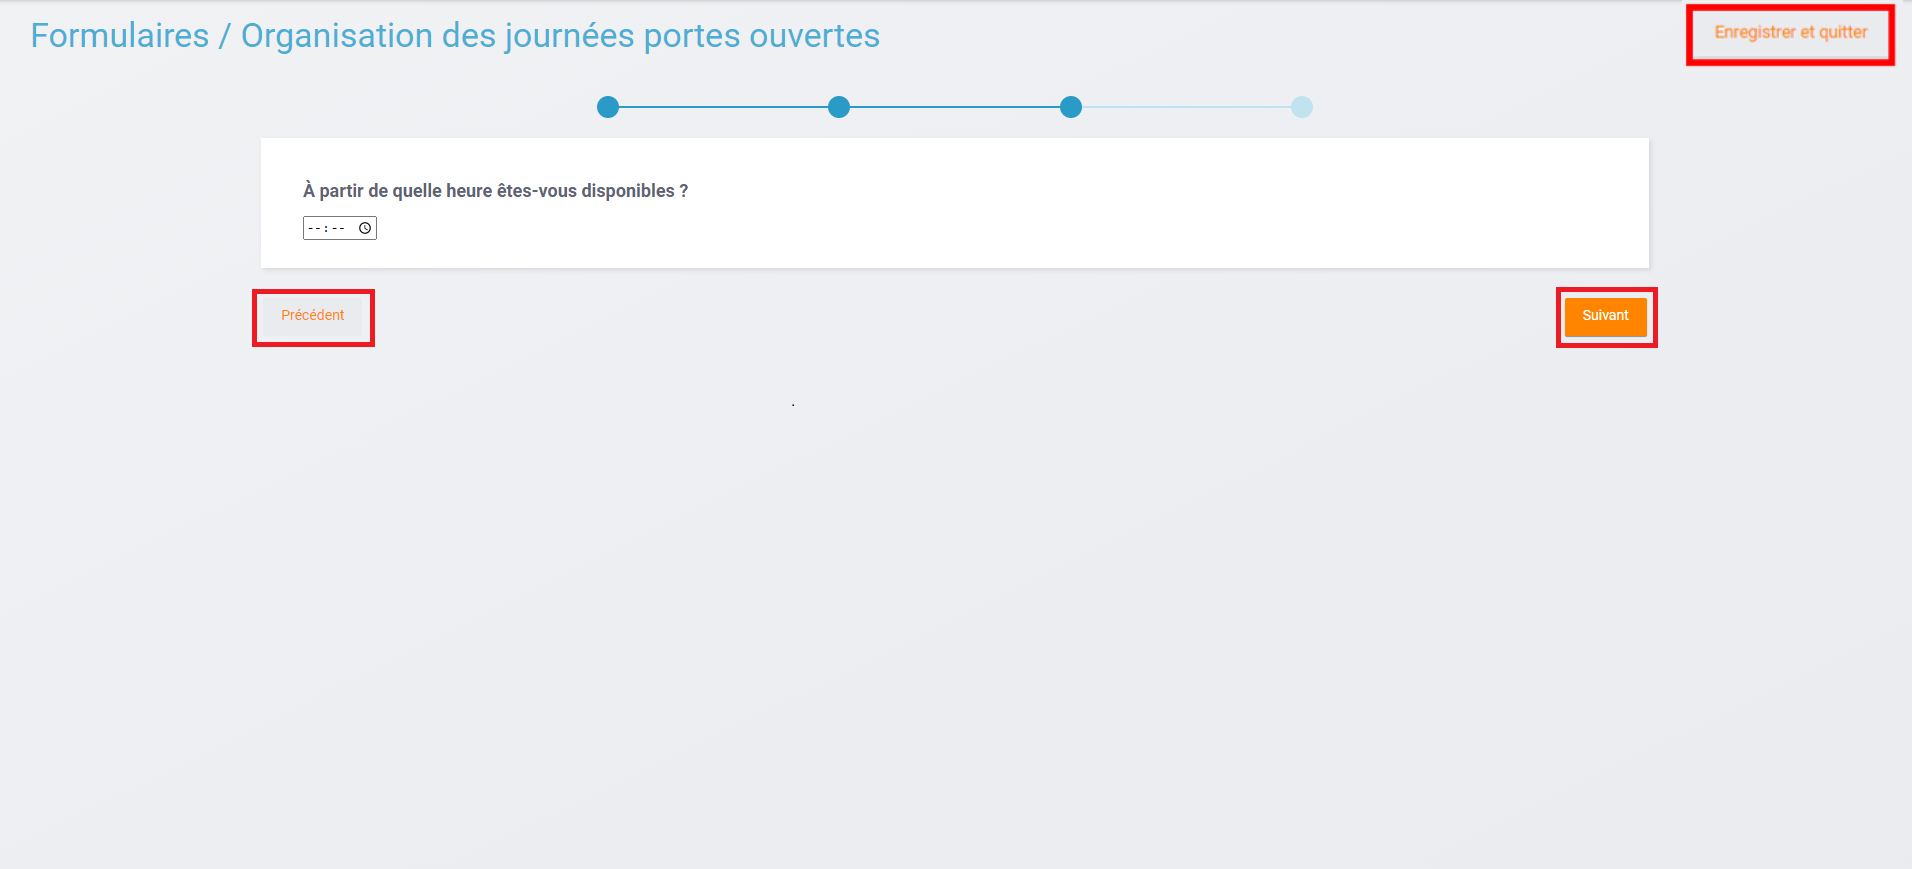 Formulaires / Organisation des journées portes ouvertes
Enregistrer et quitter
À partir de quelle heure êtes-vous disponibles ?
--:--
Précédent
Suivant
.